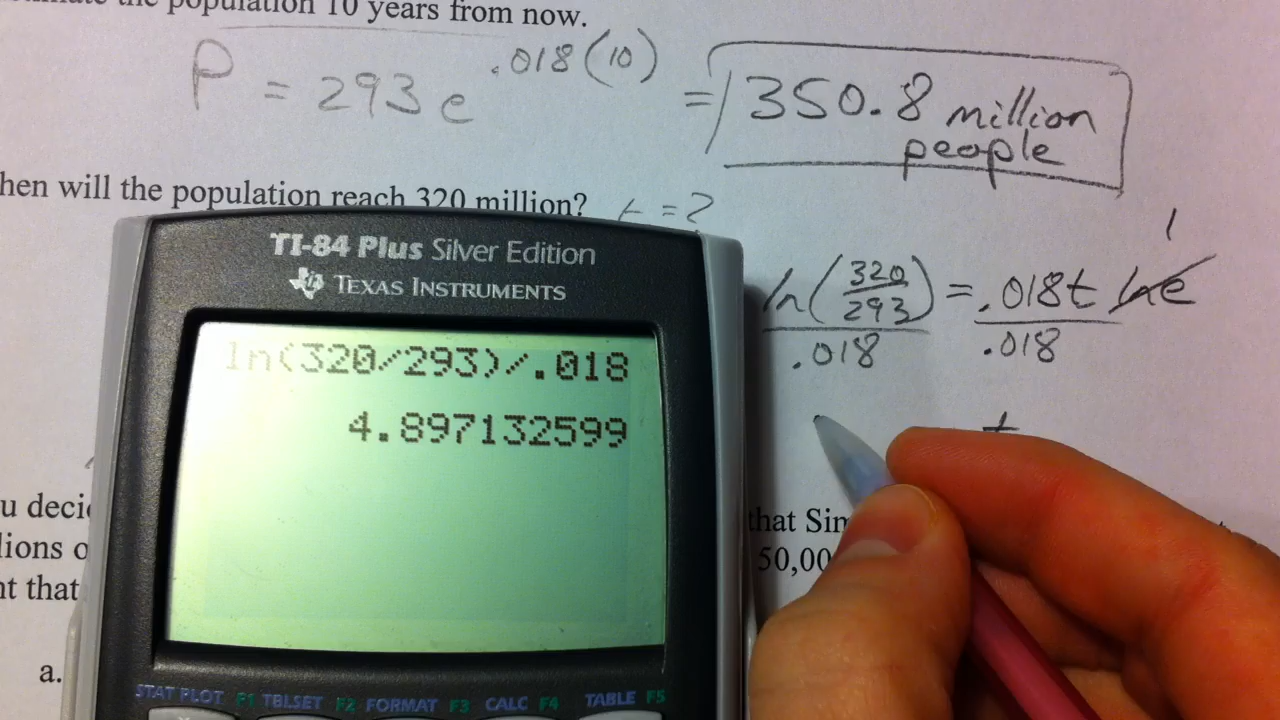 the population 10 years from now.
P = 293 e .018(10) = 350.8 million
people
hen will the population reach 320 million? t = ?
TI-84 Plus Silver Edition
TEXAS INSTRUMENTS
ln(320/293)/.018
4.897132599
1
ln(320/293) = .018t ln e
.018 .018
t
u deci
that Sim
lions o
50,00
nt that
a.
STAT PLOT F1 TBLSET F2 FORMAT F3 CALC F4 TABLE F5